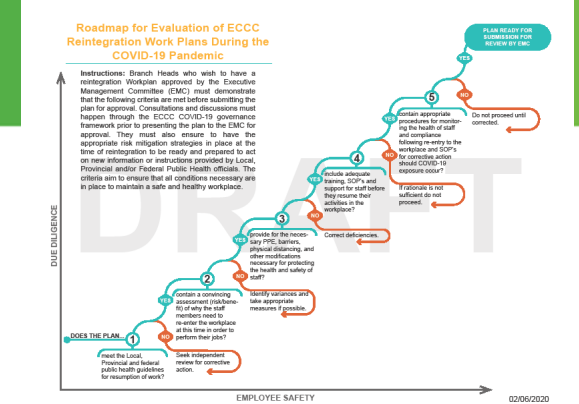 Roadmap for Evaluation of ECCC
Reintegration Work Plans During the
COVID-19 Pandemic
Instructions: Branch Heads who wish to have a
reintegration Workplan approved by the Executive
Management Committee (EMC) must demonstrate
that the following criteria are met before submitting the
plan for approval. Consultations and discussions must
happen through the ECCC COVID-19 governance
framework prior to presenting the plan to the EMC for
approval. They must also ensure to have the
appropriate risk mitigation strategies in place at the
time of reintegration to be ready and prepared to act
on new information or instructions provided by Local,
Provincial and/or Federal Public Health officials. The
criteria aim to ensure that all conditions necessary are
in place to maintain a safe and healthy workplace.
DRAFT
DUE DILIGENCE
DOES THE PLAN...
1
meet the Local,
Provincial and federal
public health guidelines
for resumption of work?
NO
Seek independent
review for corrective
action.
YES
2
contain a convincing
assessment (risk/bene-
fit) of why the staff
members need to
re-enter the workplace
at this time in order to
perform their jobs?
NO
Identify variances and
take appropriate
measures if possible.
YES
3
provide for the neces-
sary PPE, barriers,
physical distancing, and
other modifications
necessary for protecting
the health and safety of
staff?
NO
Correct deficiencies.
YES
4
include adequate
training, SOP's and
support for staff before
they resume their
activities in the
workplace?
NO
If rationale is not
sufficient do not
proceed.
YES
5
contain appropriate
procedures for monitor-
ing the health of staff
and compliance
following re-entry to the
workplace and SOP's
for corrective action
should COVID-19
exposure occur?
NO
Do not proceed until
corrected.
YES
PLAN READY FOR
SUBMISSION FOR
REVIEW BY EMC
EMPLOYEE SAFETY
02/06/2020